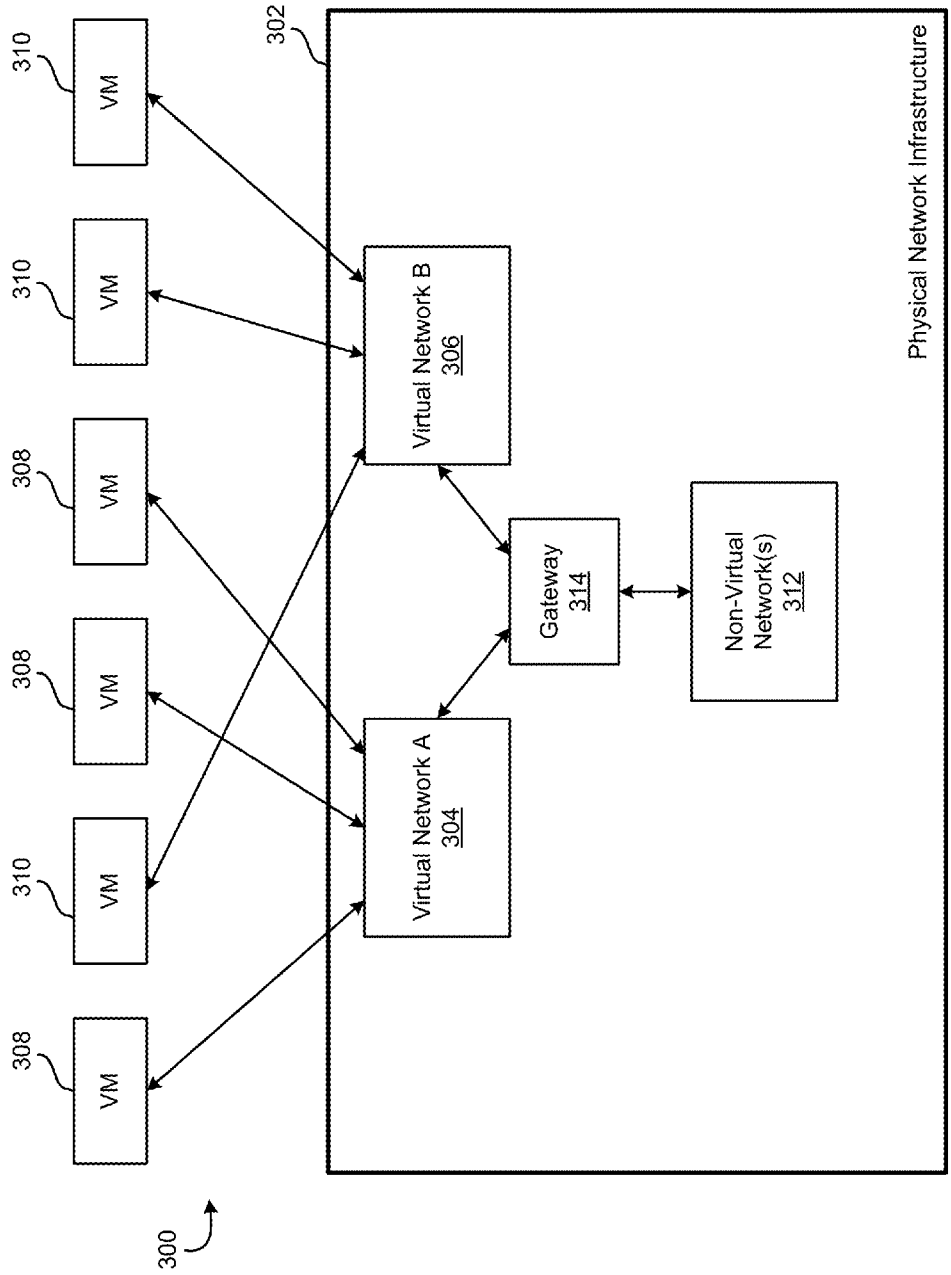 308
310
308
308
310
310
VM
VM
VM
VM
VM
VM
300
302
Virtual Network A
304
Virtual Network B
306
Gateway
314
Non-Virtual
Network(s)
312
Physical Network Infrastructure